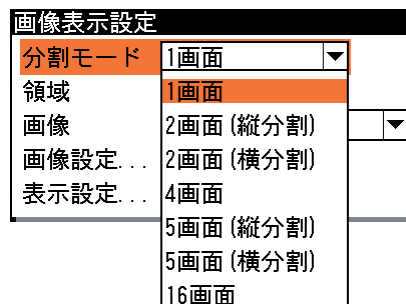 画像表示設定
分割モード 1画面
領域 1画面
画像 2画面(縦分割)
画像設定... 2画面(横分割)
表示設定... 4画面
5画面(縦分割)
5画面(横分割)
16画面